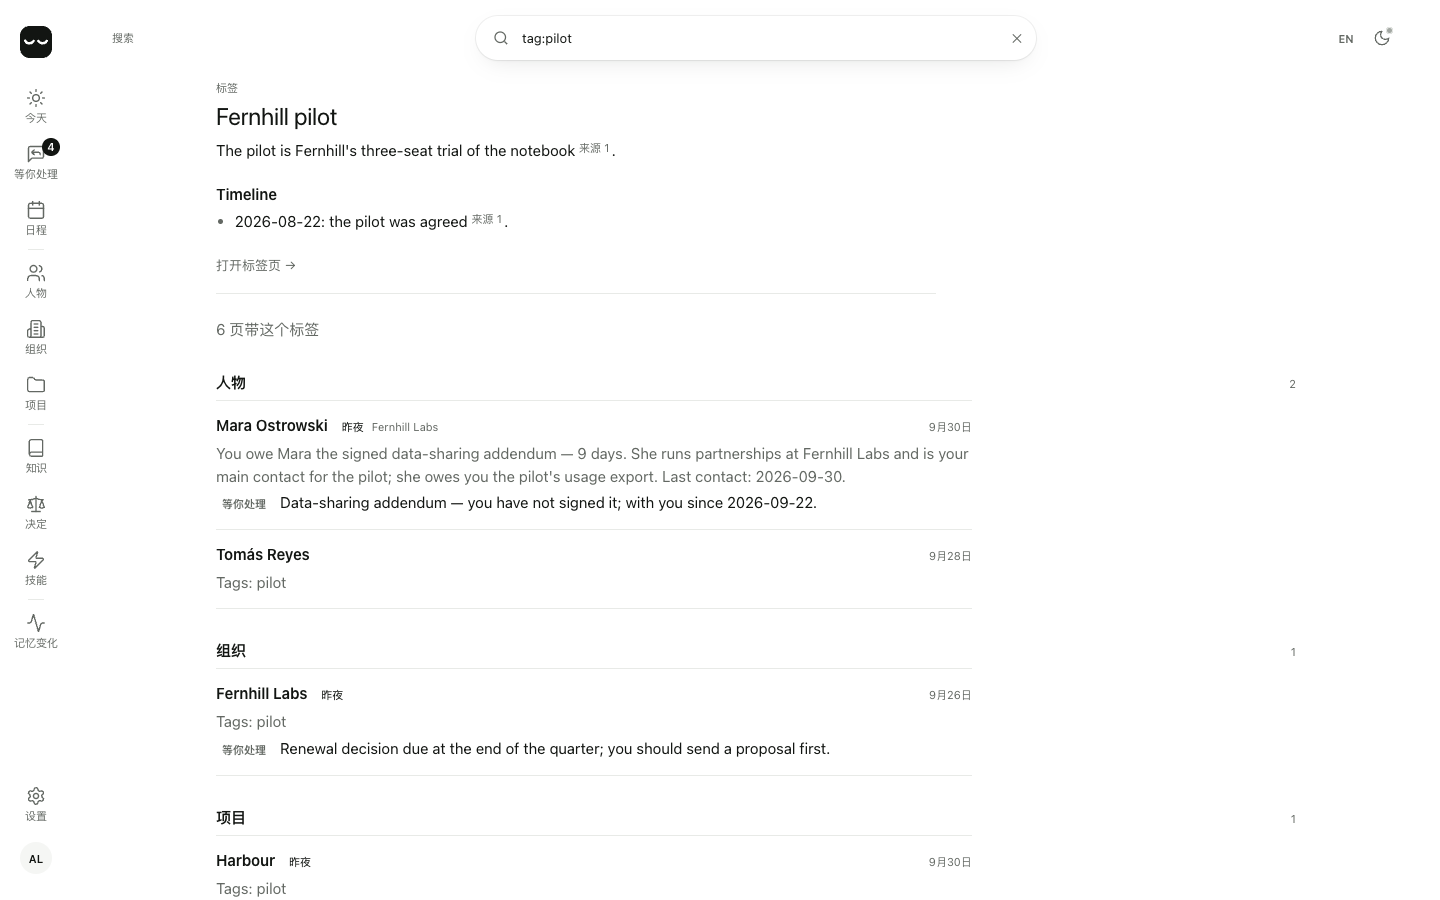 搜索
tag:pilot
EN
今天
4
等你处理
日程
人物
组织
项目
知识
决定
技能
记忆变化
设置
AL
标签
Fernhill pilot
The pilot is Fernhill's three-seat trial of the notebook 来源 1 .
Timeline
• 2026-08-22: the pilot was agreed 来源 1 .
打开标签页 →
6 页带这个标签
人物 2
Mara Ostrowski 昨夜 Fernhill Labs 9月30日
You owe Mara the signed data-sharing addendum — 9 days. She runs partnerships at Fernhill Labs and is your
main contact for the pilot; she owes you the pilot's usage export. Last contact: 2026-09-30.
等你处理 Data-sharing addendum — you have not signed it; with you since 2026-09-22.
Tomás Reyes 9月28日
Tags: pilot
组织 1
Fernhill Labs 昨夜 9月26日
Tags: pilot
等你处理 Renewal decision due at the end of the quarter; you should send a proposal first.
项目 1
Harbour 昨夜 9月30日
Tags: pilot